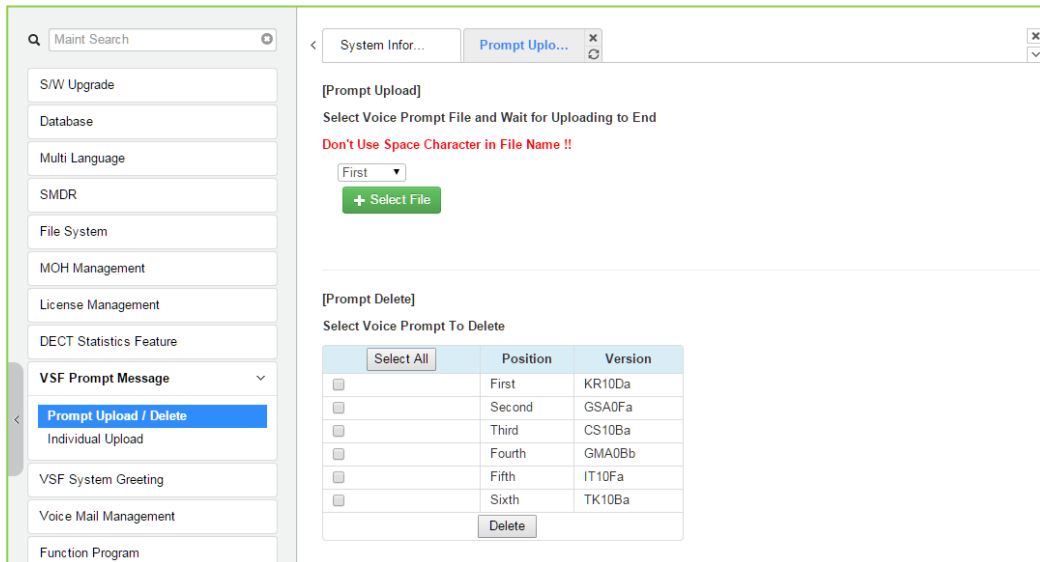 Maint Search
S/W Upgrade
Database
Multi Language
SMDR
File System
MOH Management
License Management
DECT Statistics Feature
VSF Prompt Message
Prompt Upload / Delete
Individual Upload
VSF System Greeting
Voice Mail Management
Function Program
System Infor... Prompt Uplo...
[Prompt Upload]
Select Voice Prompt File and Wait for Uploading to End
Don't Use Space Character in File Name !!
First
+ Select File
[Prompt Delete]
Select Voice Prompt To Delete
Select All Position Version
First KR10Da
Second GSA0Fa
Third CS10Ba
Fourth GMA0Bb
Fifth IT10Fa
Sixth TK10Ba
Delete